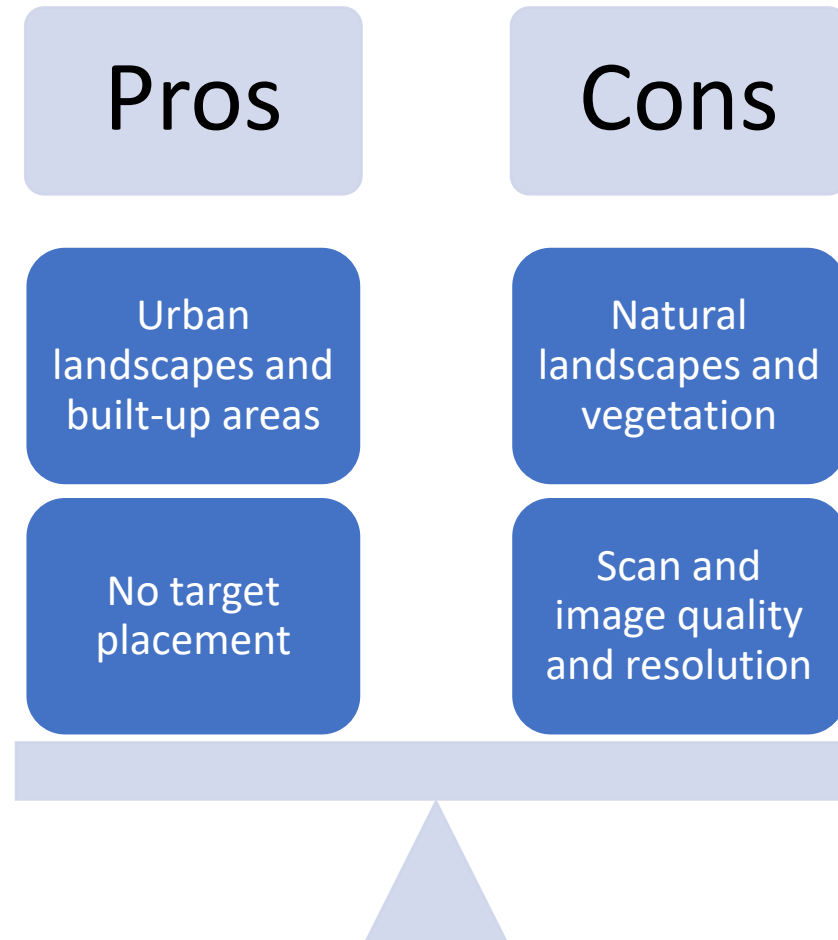 Pros
Cons
Urban
landscapes and
built-up areas
Natural
landscapes and
vegetation
No target
placement
Scan and
image quality
and resolution